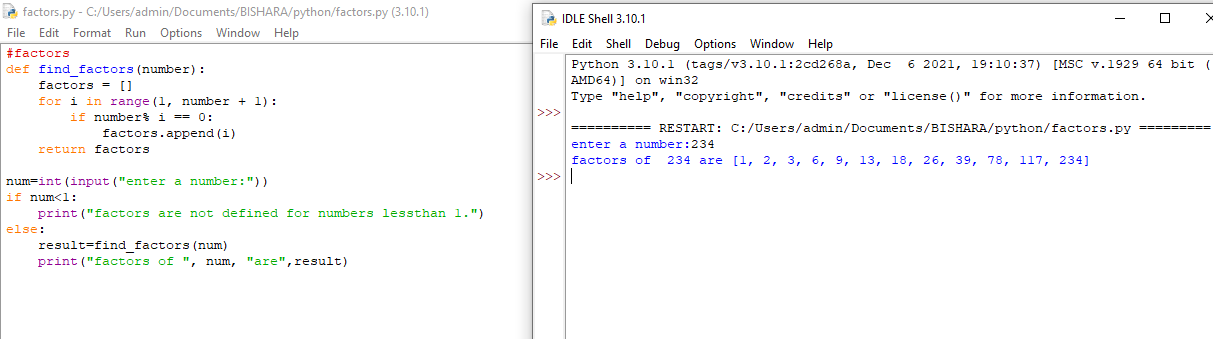 factors.py - C:/Users/admin/Documents/BISHARA/python/factors.py (3.10.1)
File Edit Format Run Options Window Help
#factors
def find_factors(number):
    factors = []
    for i in range(1, number + 1):
        if number% i == 0:
            factors.append(i)
    return factors
num=int(input("enter a number:"))
if num<1:
    print("factors are not defined for numbers lessthan 1.")
else:
    result=find_factors(num)
    print("factors of ", num, "are",result)
IDLE Shell 3.10.1
File Edit Shell Debug Options Window Help
Python 3.10.1 (tags/v3.10.1:2cd268a, Dec  6 2021, 19:10:37) [MSC v.1929 64 bit (
AMD64)] on win32
Type "help", "copyright", "credits" or "license()" for more information.
>>>
========== RESTART: C:/Users/admin/Documents/BISHARA/python/factors.py =========
enter a number:234
factors of  234 are [1, 2, 3, 6, 9, 13, 18, 26, 39, 78, 117, 234]
>>>